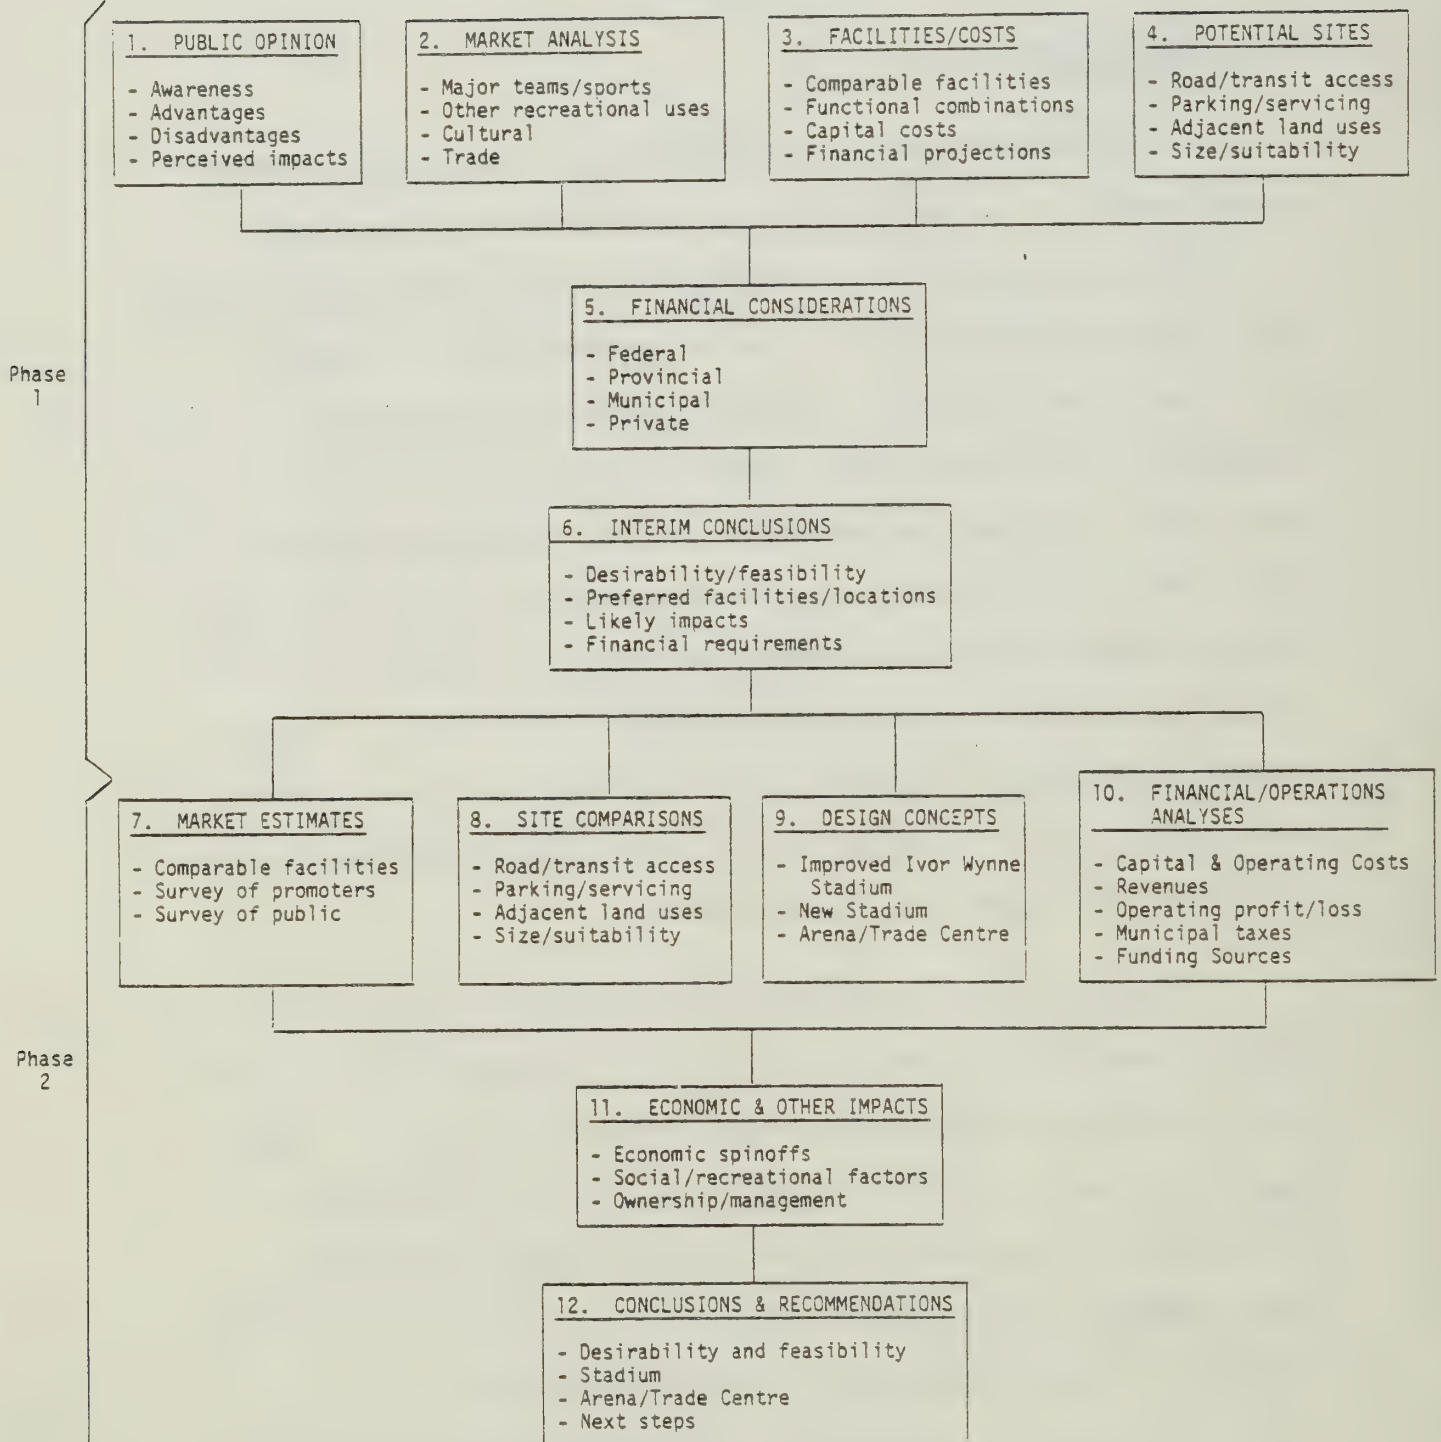 1. PUBLIC OPINION
- Awareness
- Advantages
- Disadvantages
- Perceived impacts
2. MARKET ANALYSIS
- Major teams/sports
- Other recreational uses
- Cultural
- Trade
3. FACILITIES/COSTS
- Comparable facilities
- Functional combinations
- Capital costs
- Financial projections
4. POTENTIAL SITES
- Road/transit access
- Parking/servicing
- Adjacent land uses
- Size/suitability
Phase
1
5. FINANCIAL CONSIDERATIONS
- Federal
- Provincial
- Municipal
- Private
6. INTERIM CONCLUSIONS
- Desirability/feasibility
- Preferred facilities/locations
- Likely impacts
- Financial requirements
7. MARKET ESTIMATES
- Comparable facilities
- Survey of promoters
- Survey of public
8. SITE COMPARISONS
- Road/transit access
- Parking/servicing
- Adjacent land uses
- Size/suitability
9. DESIGN CONCEPTS
- Improved Ivor Wynne
Stadium
- New Stadium
- Arena/Trade Centre
10. FINANCIAL/OPERATIONS
ANALYSES
- Capital & Operating Costs
- Revenues
- Operating profit/loss
- Municipal taxes
- Funding Sources
Phase
2
11. ECONOMIC & OTHER IMPACTS
- Economic spinoffs
- Social/recreational factors
- Ownership/management
12. CONCLUSIONS & RECOMMENDATIONS
- Desirability and feasibility
- Stadium
- Arena/Trade Centre
- Next steps